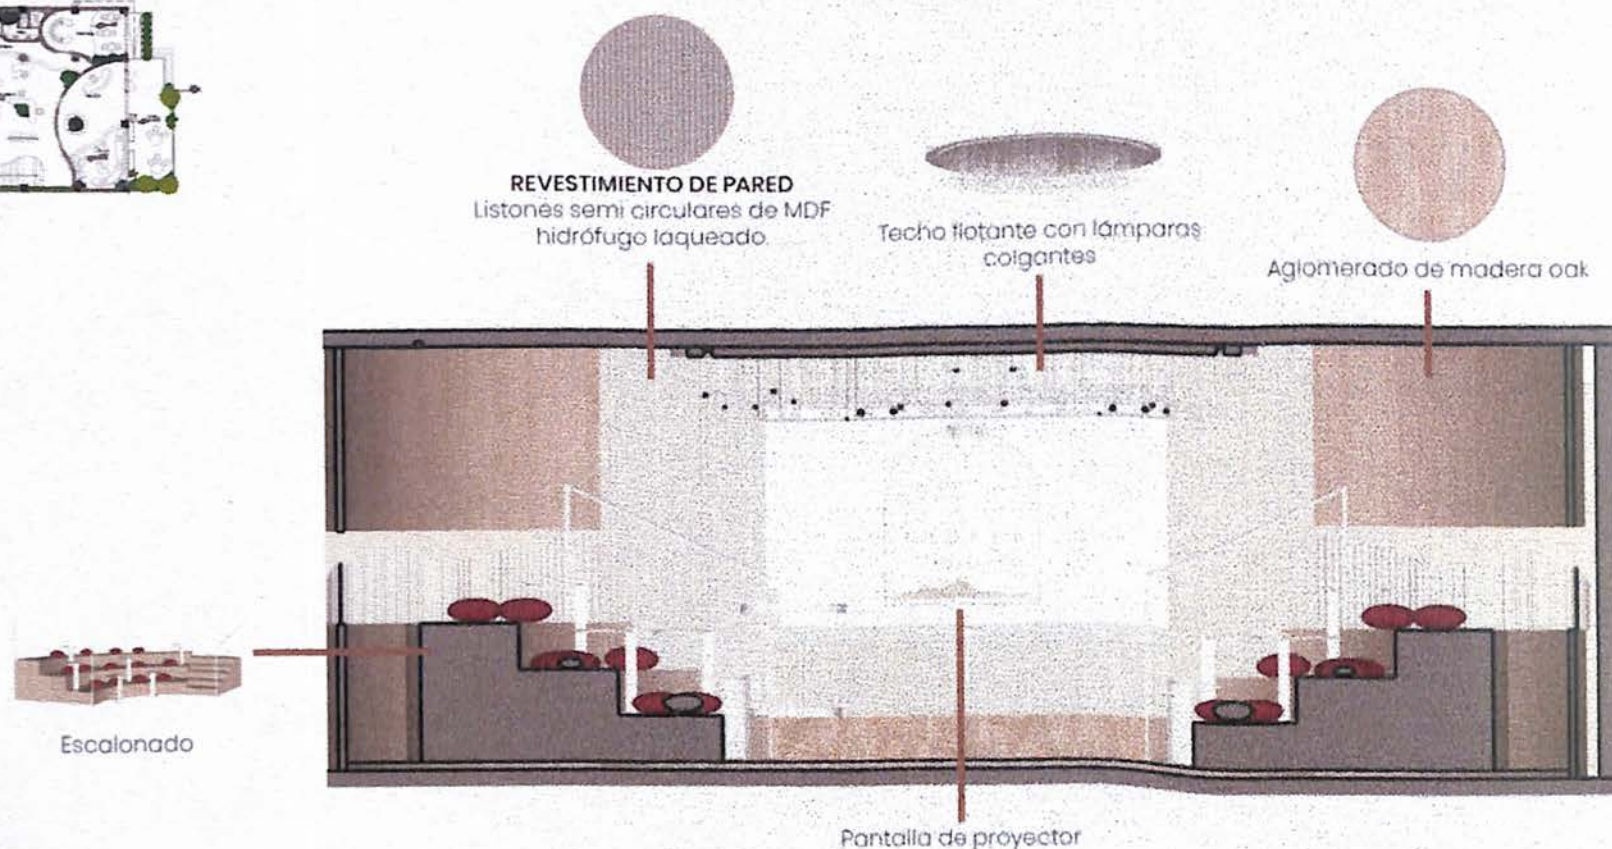 REVESTIMIENTO DE PARED
Listones semi circulares de MDF
hidrófugo laqueado.
Techo flotante con lámparas
colgantes
Aglomerado de madera oak
Escalonado
Pantalla de proyector